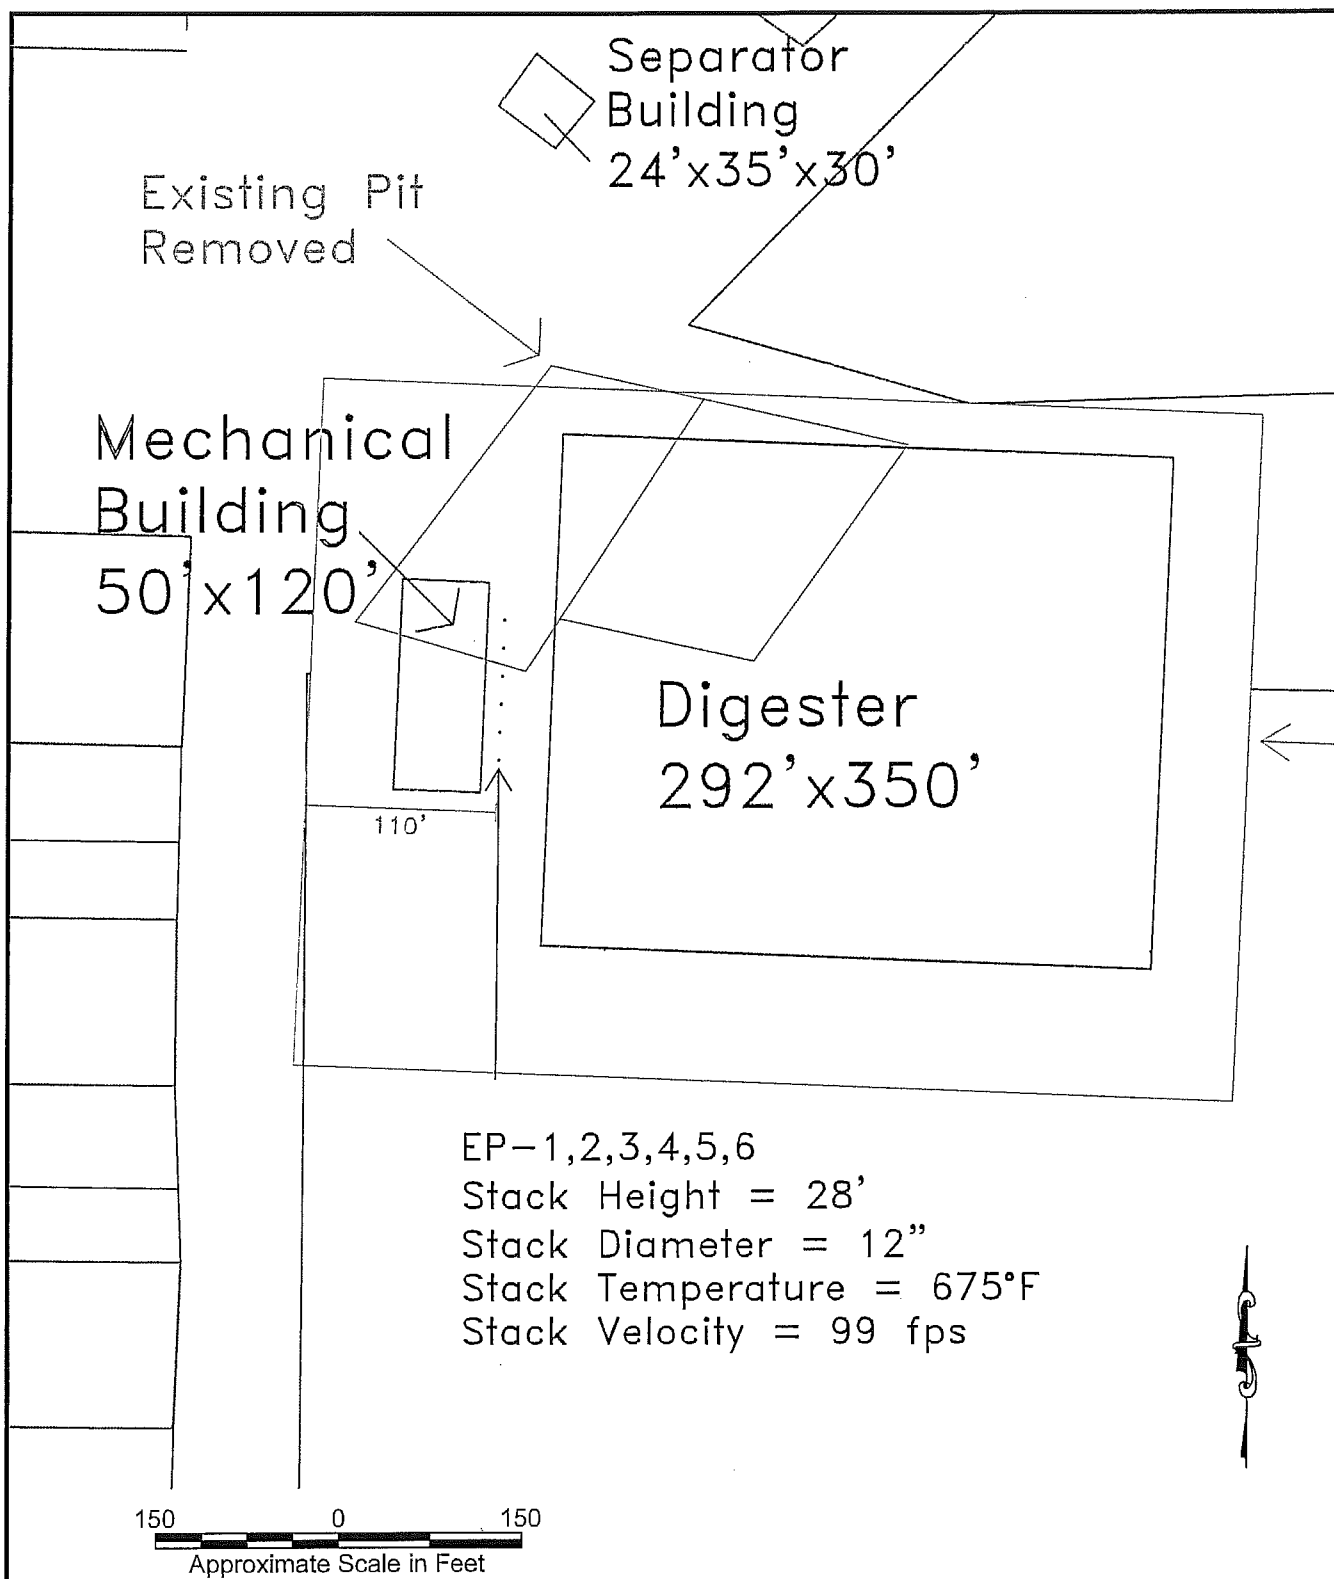 Separator
Building
24'x35'x30'
Existing Pit
Removed
Mechanical
Building
50'x120'
Digester
292'x350'
110'
EP-1,2,3,4,5,6
Stack Height = 28'
Stack Diameter = 12"
Stack Temperature = 675°F
Stack Velocity = 99 fps
150 0 150
Approximate Scale in Feet